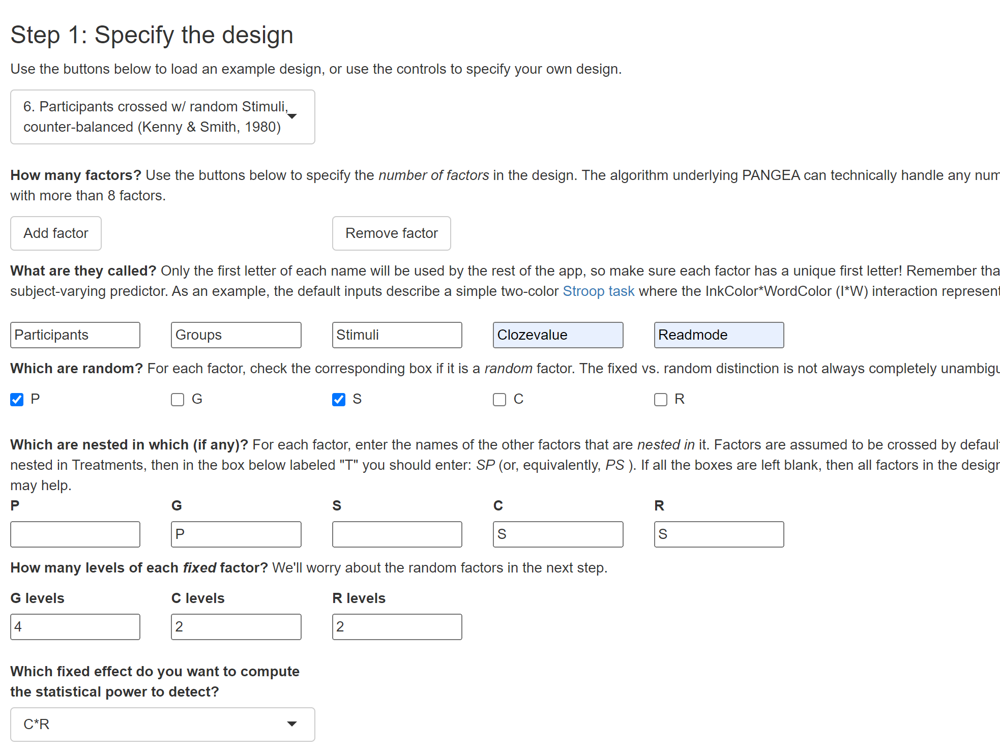 Step 1: Specify the design
Use the buttons below to load an example design, or use the controls to specify your own design.
6. Participants crossed w/ random Stimuli,
counter-balanced (Kenny & Smith, 1980)
How many factors? Use the buttons below to specify the number of factors in the design. The algorithm underlying PANGEA can technically handle any
with more than 8 factors.
Add factor Remove factor
What are they called? Only the first letter of each name will be used by the rest of the app, so make sure each factor has a unique first letter! Remember
subject-varying predictor. As an example, the default inputs describe a simple two-color Stroop task where the InkColor*WordColor (I*W) interaction
Participants Groups Stimuli Clozevalue Readmode
Which are random? For each factor, check the corresponding box if it is a random factor. The fixed vs. random distinction is not always completely
P G S C R
Which are nested in which (if any)? For each factor, enter the names of the other factors that are nested in it. Factors are assumed to be crossed by
nested in Treatments, then in the box below labeled "T" you should enter: SP (or, equivalently, PS ). If all the boxes are left blank, then all factors in the
may help.
P G S C R
P S S
How many levels of each fixed factor? We'll worry about the random factors in the next step.
G levels C levels R levels
4 2 2
Which fixed effect do you want to compute
the statistical power to detect?
C*R